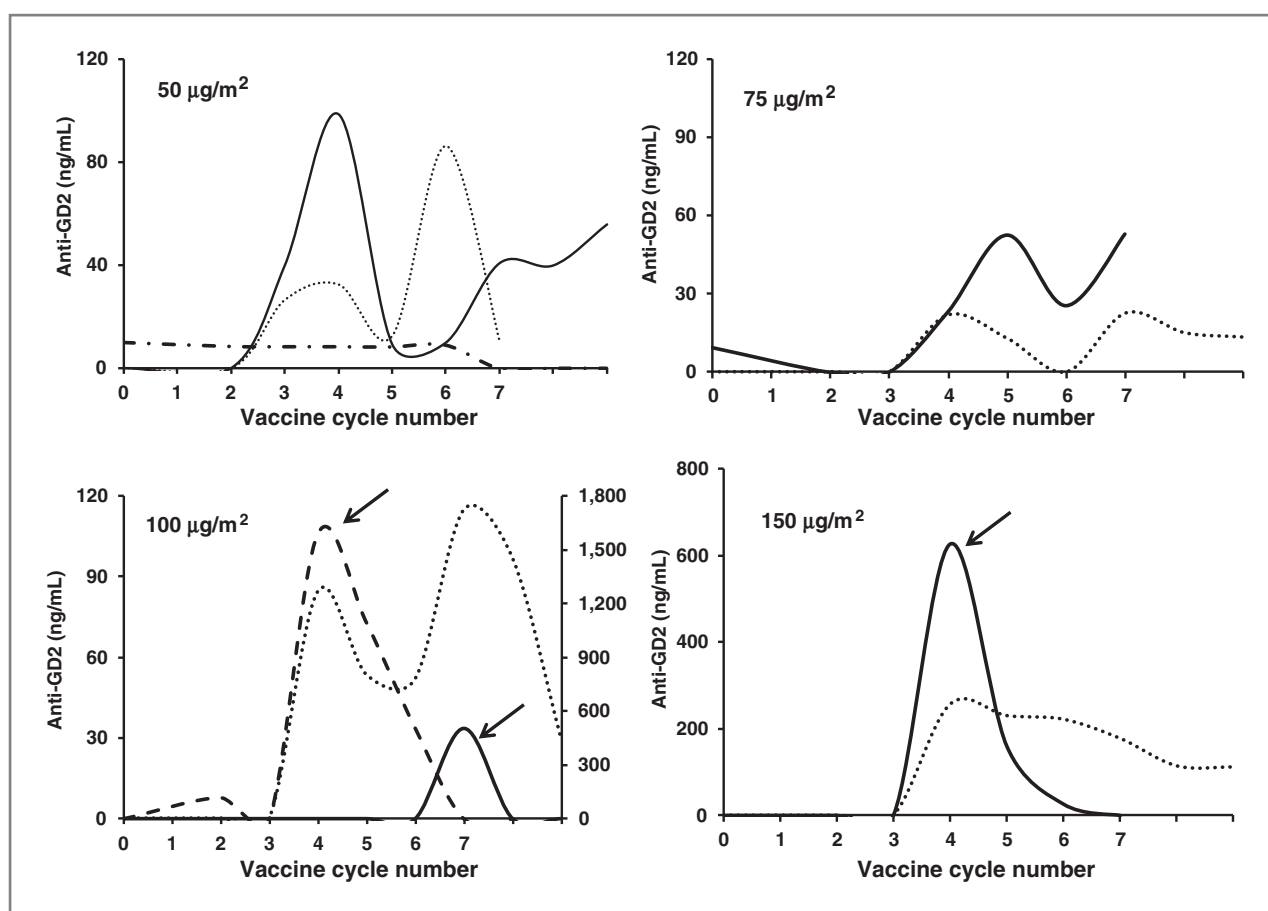 120
50 μg/m²
80
40
0
Anti-GD2 (ng/mL)
0 1 2 3 4 5 6 7
Vaccine cycle number
120
75 μg/m²
90
60
30
0
Anti-GD2 (ng/mL)
0 1 2 3 4 5 6 7
Vaccine cycle number
120
100 μg/m²
90
60
30
0
Anti-GD2 (ng/mL)
1,800
1,500
1,200
900
600
300
0
0 1 2 3 4 5 6 7
Vaccine cycle number
800
150 μg/m²
600
400
200
0
Anti-GD2 (ng/mL)
0 1 2 3 4 5 6 7
Vaccine cycle number